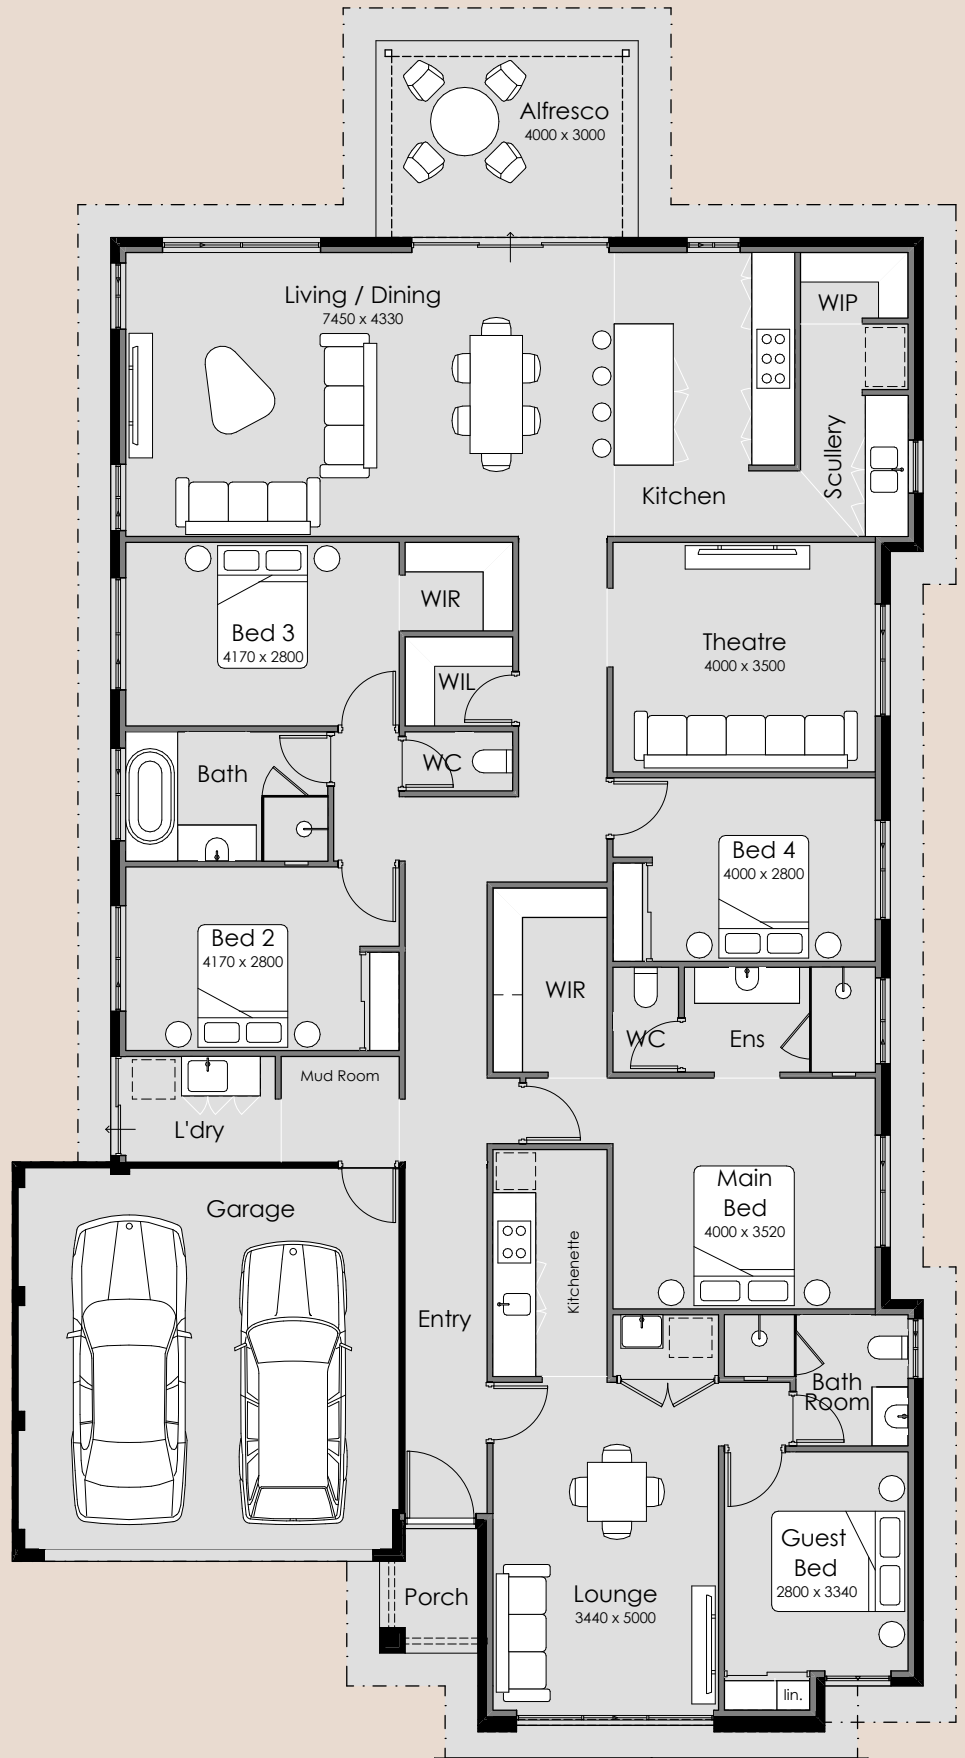 Alfresco
4000 x 3000
Living / Dining
7450 x 4330
WIP
Scullery
Kitchen
WIR
Bed 3
4170 x 2800
Theatre
4000 x 3500
WIL
WC
Bath
Bed 4
4000 x 2800
Bed 2
4170 x 2800
WIR
WC
Ens
Mud Room
L'dry
Main
Bed
4000 x 3520
Garage
Kitchenette
Entry
Bath
Room
Guest
Bed
2800 x 3340
Porch
Lounge
3440 x 5000
lin.